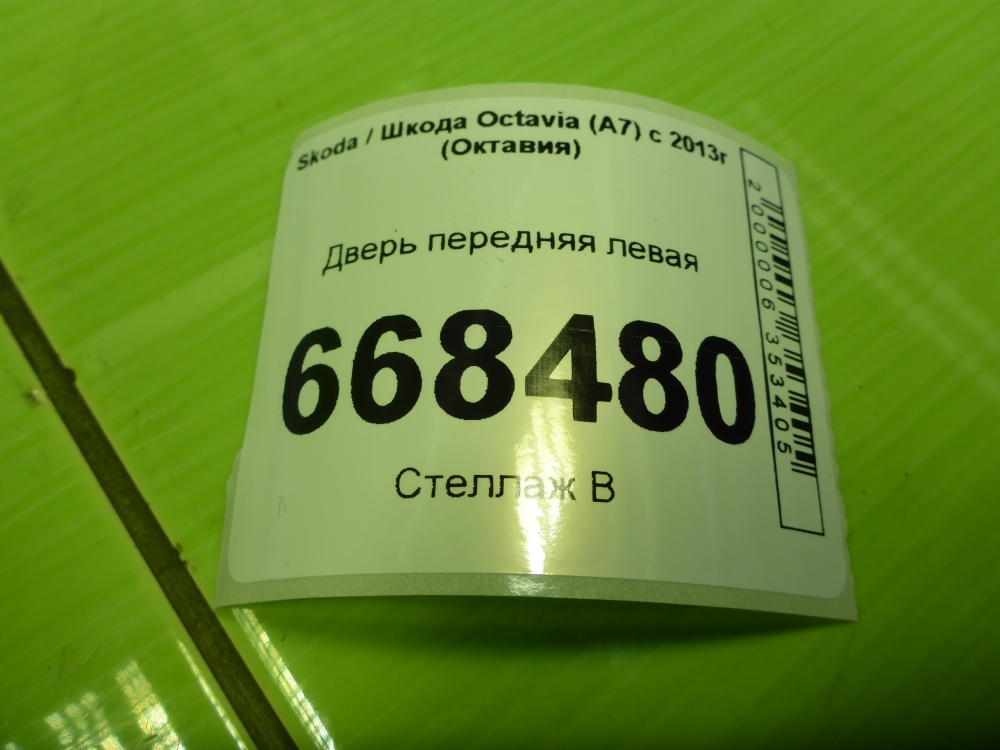 Skoda / Шкода Octavia (A7) с 2013г
(Октавия)
Дверь передняя левая
668480
Стеллаж B
2000006353405